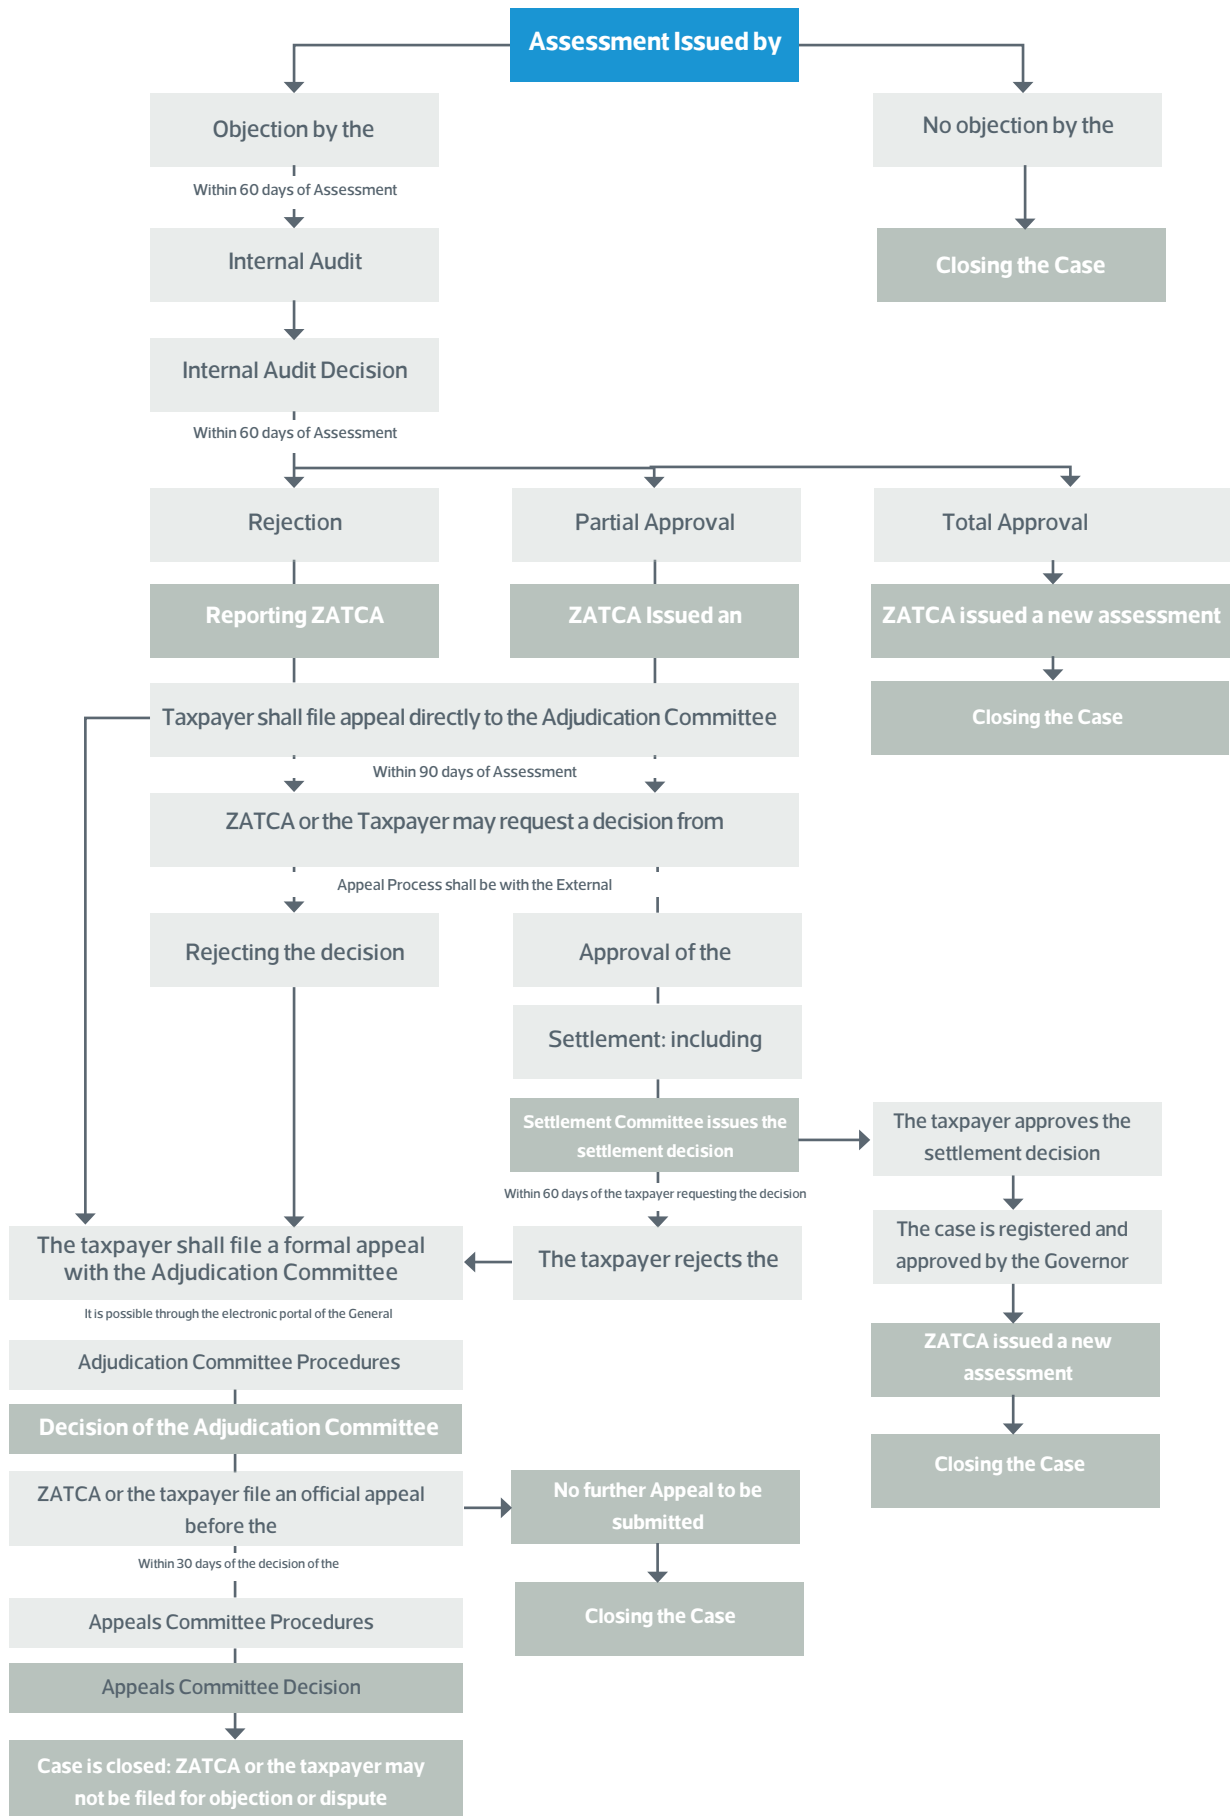 Assessment Issued by
Objection by the
No objection by the
Within 60 days of Assessment
Internal Audit
Closing the Case
Internal Audit Decision
Within 60 days of Assessment
Rejection
Partial Approval
Total Approval
Reporting ZATCA
ZATCA Issued an
ZATCA issued a new assessment
Taxpayer shall file appeal directly to the Adjudication Committee
Closing the Case
Within 90 days of Assessment
ZATCA or the Taxpayer may request a decision from
Appeal Process shall be with the External
Rejecting the decision
Approval of the
Settlement: including
Settlement Committee issues the
settlement decision
The taxpayer approves the
settlement decision
Within 60 days of the taxpayer requesting the decision
The taxpayer shall file a formal appeal
with the Adjudication Committee
The taxpayer rejects the
The case is registered and
approved by the Governor
It is possible through the electronic portal of the General
Adjudication Committee Procedures
ZATCA issued a new
assessment
Decision of the Adjudication Committee
Closing the Case
ZATCA or the taxpayer file an official appeal
before the
No further Appeal to be
submitted
Within 30 days of the decision of the
Appeals Committee Procedures
Closing the Case
Appeals Committee Decision
Case is closed: ZATCA or the taxpayer may
not be filed for objection or dispute